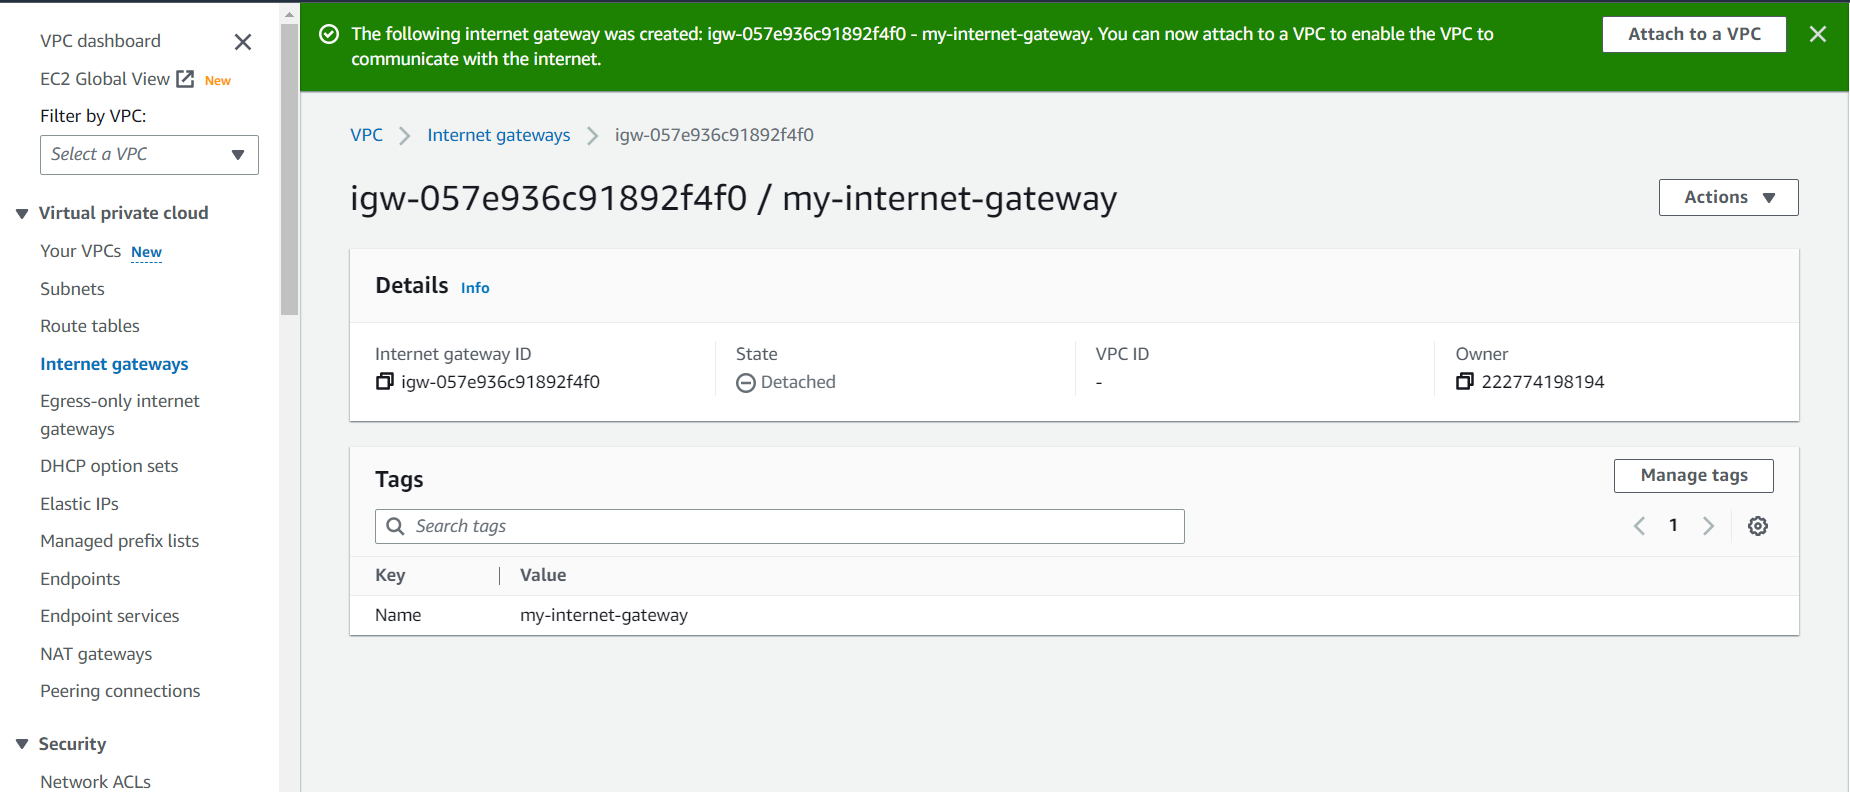 VPC dashboard
EC2 Global View New
Filter by VPC:
Select a VPC
Virtual private cloud
Your VPCs New
Subnets
Route tables
Internet gateways
Egress-only internet
gateways
DHCP option sets
Elastic IPs
Managed prefix lists
Endpoints
Endpoint services
NAT gateways
Peering connections
Security
Network ACLs
The following internet gateway was created: igw-057e936c91892f4f0 - my-internet-gateway. You can now attach to a VPC to enable the VPC to
communicate with the internet.
Attach to a VPC
VPC Internet gateways igw-057e936c91892f4f0
igw-057e936c91892f4f0 / my-internet-gateway
Actions
Details Info
Internet gateway ID
igw-057e936c91892f4f0
State
Detached
VPC ID
-
Owner
222774198194
Tags
Manage tags
Search tags
1
Key Value
Name my-internet-gateway